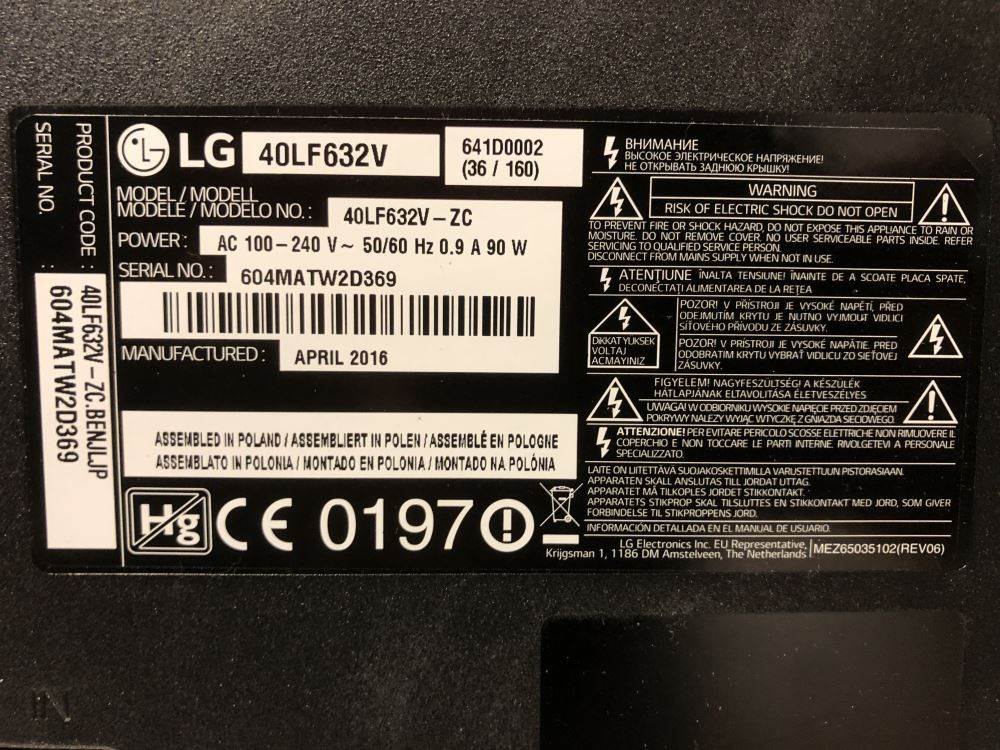 PRODUCT CODE :
SERIAL NO.
40LF632V-ZC.BENLJP
604MATW2D369
LG 40LF632V
641D0002
(36 / 160)
MODEL / MODELL
MODELE / MODELO NO. :
40LF632V-ZC
POWER :
AC 100-240 V~ 50/60 Hz 0.9 A 90 W
SERIAL NO. :
604MATW2D369
MANUFACTURED :
APRIL 2016
ASSEMBLED IN POLAND / ASSEMBLIERT IN POLEN / ASSEMBLÉ EN POLOGNE
ASSEMBLATO IN POLONIA / MONTADO EN POLONIA / MONTADO NA POLÓNIA
Hg CE 0197
ВНИМАНИЕ
ВЫСОКОЕ ЭЛЕКТРИЧЕСКОЕ НАПРЯЖЕНИЕ!
НЕ ОТКРЫВАТЬ ЗАДНЮЮ КРЫШКУ!
WARNING
RISK OF ELECTRIC SHOCK DO NOT OPEN
TO PREVENT FIRE OR SHOCK HAZARD, DO NOT EXPOSE THIS APPLIANCE TO RAIN OR
MOISTURE. DO NOT REMOVE COVER. NO USER SERVICEABLE PARTS INSIDE. REFER
SERVICING TO QUALIFIED SERVICE PERSON.
DISCONNECT FROM MAINS SUPPLY WHEN NOT IN USE.
ATENTIUNE ÎNALTA TENSIUNE! ÎNAINTE DE A SCOATE PLACA SPATE,
DECONECTAȚI ALIMENTAREA DE LA REȚEA
DIKKAT YUKSEK
VOLTAJ
ACMAYINIZ
POZOR! V PŘÍSTROJI JE VYSOKÉ NAPĚTÍ, PŘED
ODEJMUTÍM KRYTU JE NUTNO VYJMOUT VIDLICI
SÍŤOVÉHO PŘÍVODU ZE ZÁSUVKY.
POZOR! V PRÍSTROJI JE VYSOKÉ NAPÄTIE. PRED
ODOBRATIM KRYTU VYBRAŤ VIDLICU ZO SIEŤOVEJ
ZÁSUVKY.
FIGYELEM! NAGYFESZÜLTSÉG! A KÉSZÜLÉK
HÁTLAPJÁNAK ELTAVOLÍTÁSA ÉLETVESZÉLYES
UWAGA! W ODBIORNIKU WYSOKIE NAPIĘCIE PRZED ZDJĘCIEM
POKRYWY NALEŻY WYJĄC WTYCZKĘ Z GNIAZDA SIECIOWEGO.
ATTENZIONE! PER EVITARE PERICOLO SCOSSE ELETTRICHE NON RIMUOVERE IL
COPERCHIO E NON TOCCARE LE PARTI INTERNE. RIVOLGETEVI A PERSONALE
SPECIALIZZATO.
LAITE ON LIITETTÄVÄ SUOJAKOSKETTIMILLA VARUSTETTUUN PISTORASIAAN.
APPARATEN SKALL ANSLUTAS TILL JORDAT UTTAG.
APPARATET MÅ TILKOPLES JORDET STIKKONTAKT.
APPARATETS STIKPROP SKAL TILSLUTTES EN STIKKONTAKT MED JORD, SOM GIVER
FORBINDELSE TIL STIKPROPPENS JORD.
INFORMACIÓN DETALLADA EN EL MANUAL DE USUARIO.
LG Electronics Inc. EU Representative,
Krijgsman 1, 1186 DM Amstelveen, The Netherlands
MEZ65035102(REV06)
IN